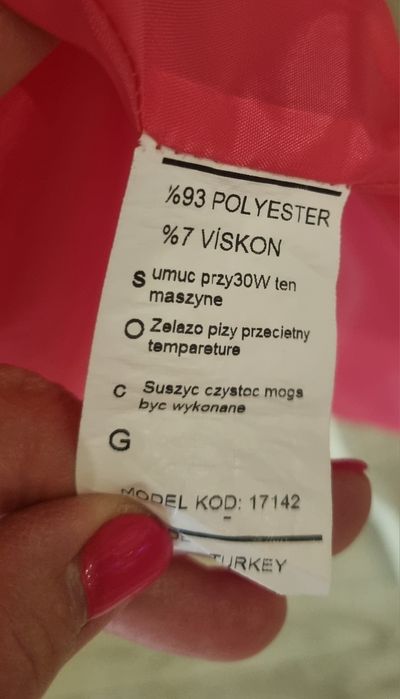 %93 POLYESTER
%7 VİSKON
S umuc przy30W ten
maszyne
O Zelazo pizy przecietny
tempareture
C Suszyc czystoc mogs
byc wykonane
G
MODEL KOD: 17142
TURKEY